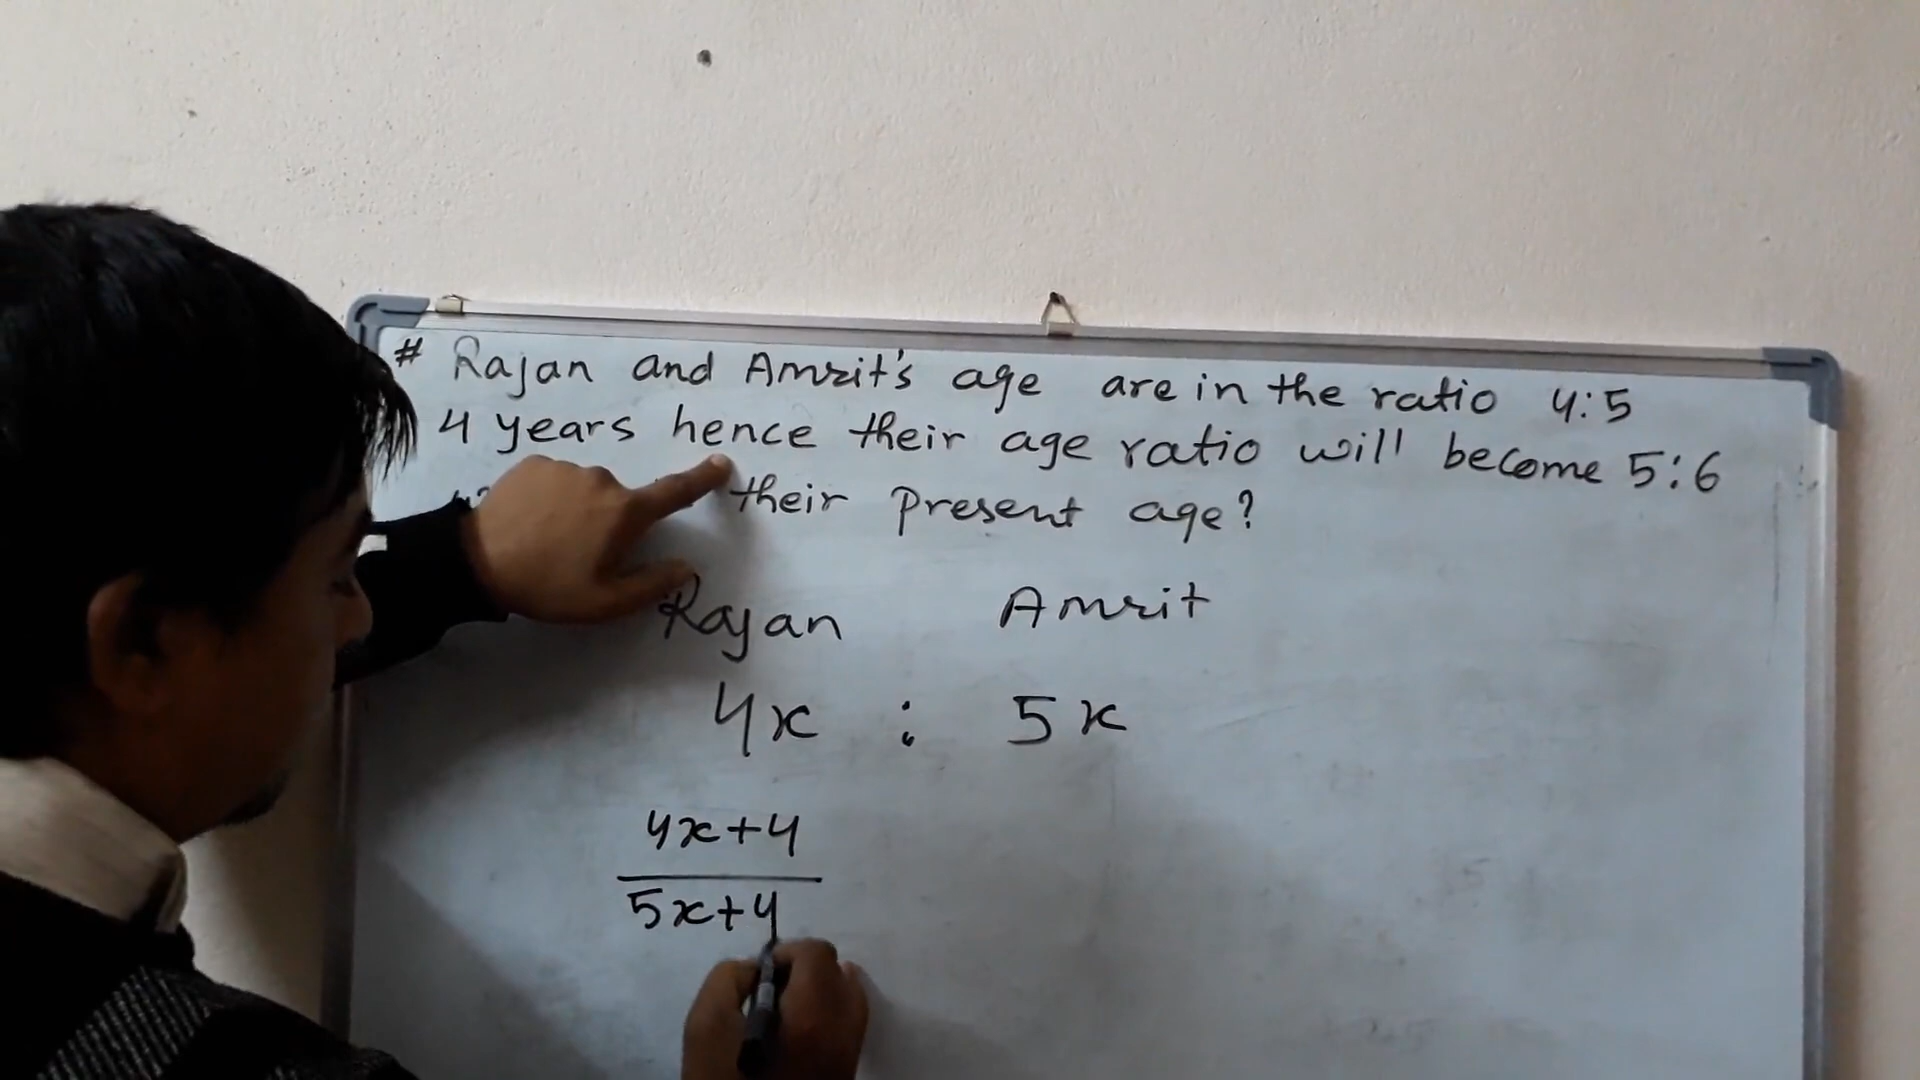 # Rajan and Amrit's age are in the ratio 4:5
4 years hence their age ratio will become 5:6
their present age?
Rajan Amrit
4x : 5x
4x+4
5x+4